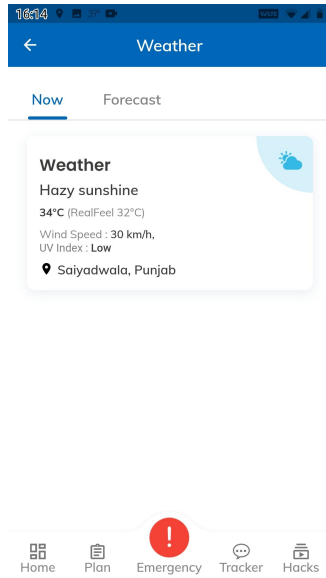 16:14 37°
Weather
Now Forecast
Weather
Hazy sunshine
34°C (RealFeel 32°C)
Wind Speed : 30 km/h,
UV Index : Low
Saiyadwala, Punjab
!
Home Plan Emergency Tracker Hacks